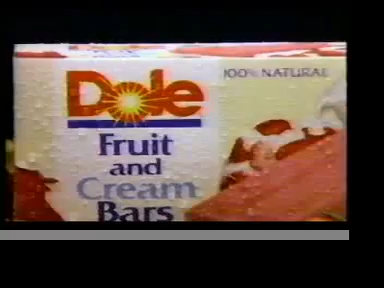 Dole
100% NATURAL
Fruit
and
Cream
Bars